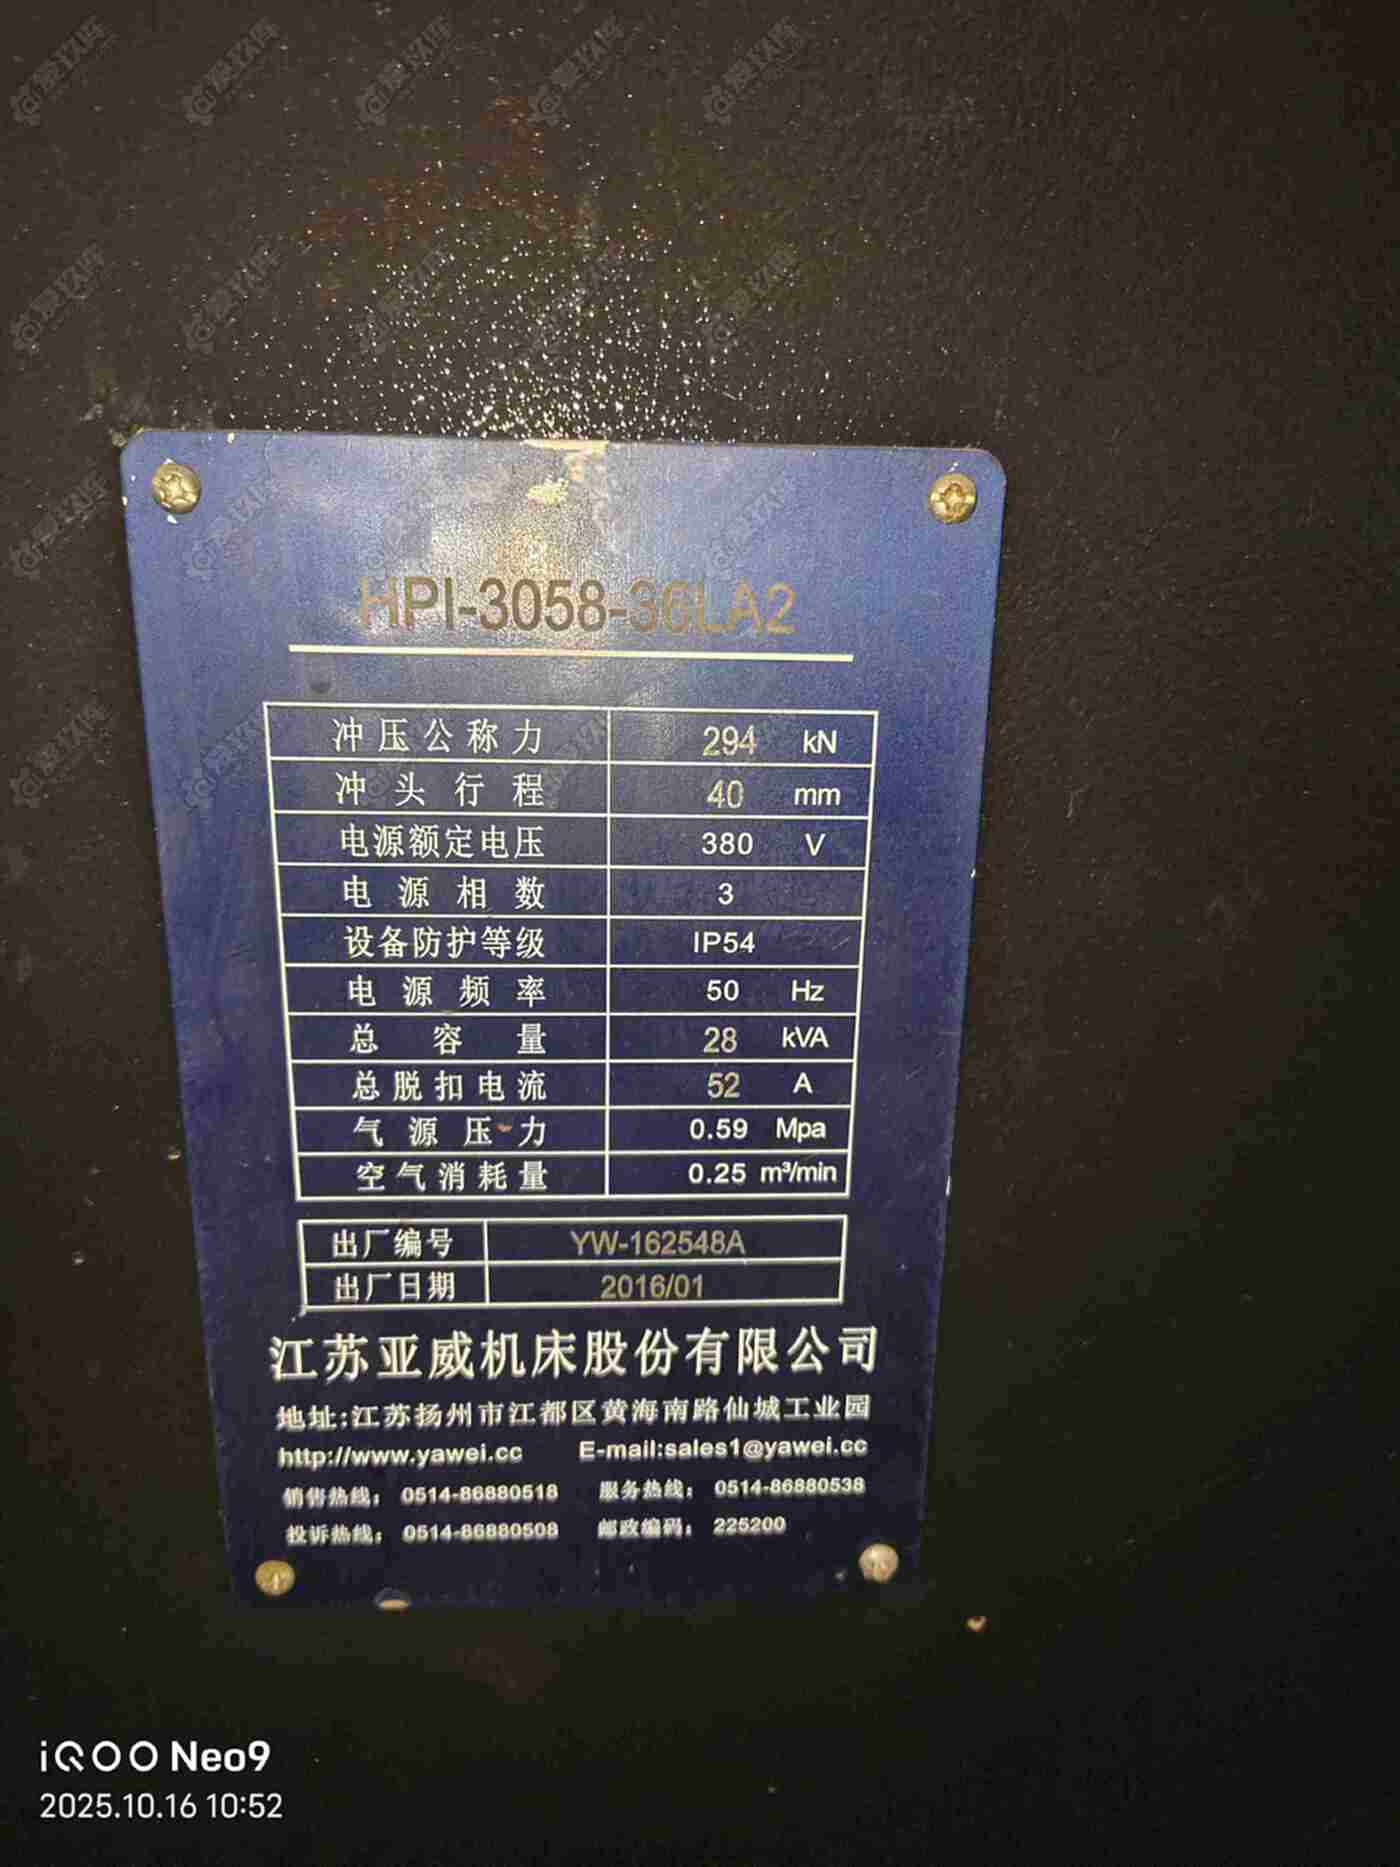 HPI-3058-36LA2
冲压公称力 294 kN
冲头行程 40 mm
电源额定电压 380 V
电源相数 3
设备防护等级 IP54
电源频率 50 Hz
总容量 28 kVA
总脱扣电流 52 A
气源压力 0.59 Mpa
空气消耗量 0.25 m³/min
出厂编号 YW-162548A
出厂日期 2016/01
江苏亚威机床股份有限公司
地址:江苏扬州市江都区黄海南路仙城工业园
http://www.yawei.cc E-mail:sales1@yawei.cc
销售热线: 0514-86880518 服务热线: 0514-86880538
投诉热线: 0514-86880508 邮政编码: 225200
iQOO Neo9
2025.10.16 10:52